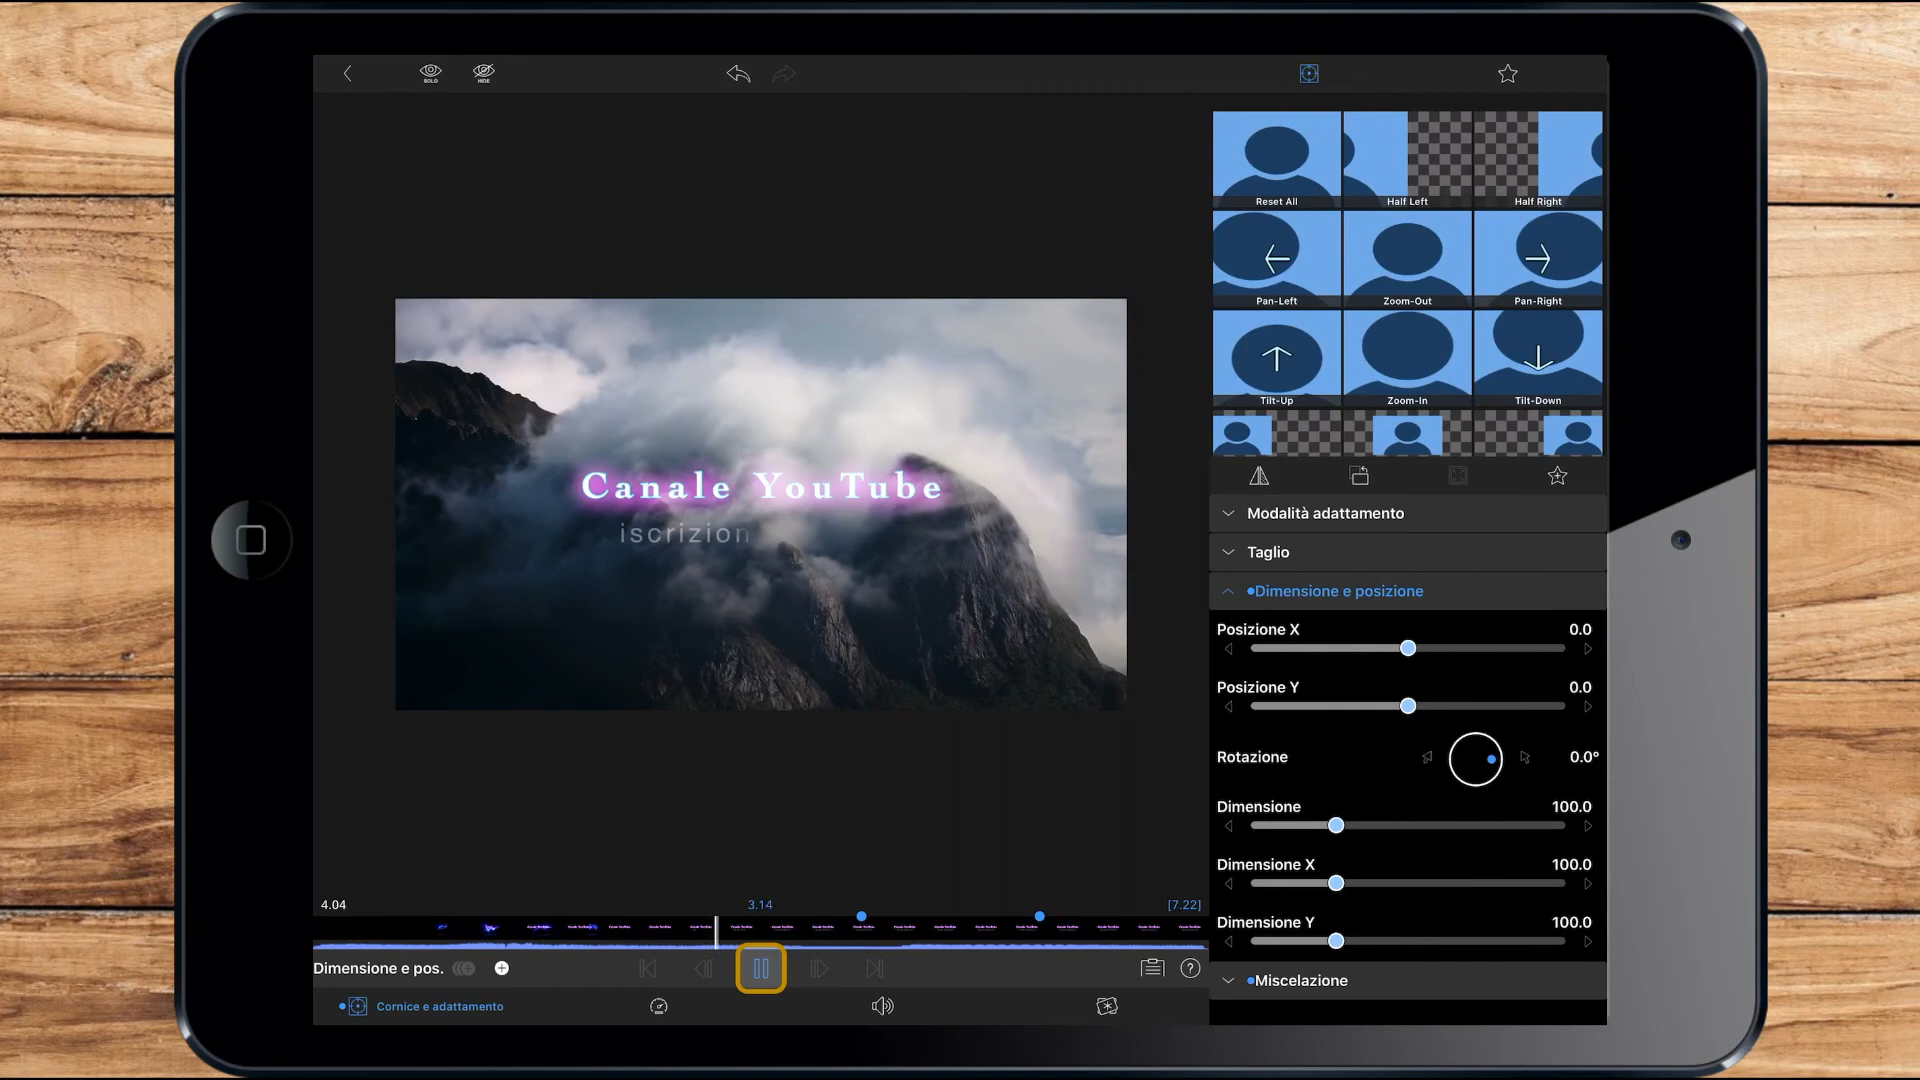 SOLO
HIDE
Reset All
Half Left
Half Right
Pan-Left
Zoom-Out
Pan-Right
Tilt-Up
Zoom-In
Tilt-Down
Canale YouTube
iscrizion
Modalità adattamento
Taglio
Dimensione e posizione
Posizione X 0.0
Posizione Y 0.0
Rotazione 0.0°
Dimensione 100.0
Dimensione X 100.0
Dimensione Y 100.0
Miscelazione
4.04 3.14 [7.22]
Dimensione e pos.
Cornice e adattamento